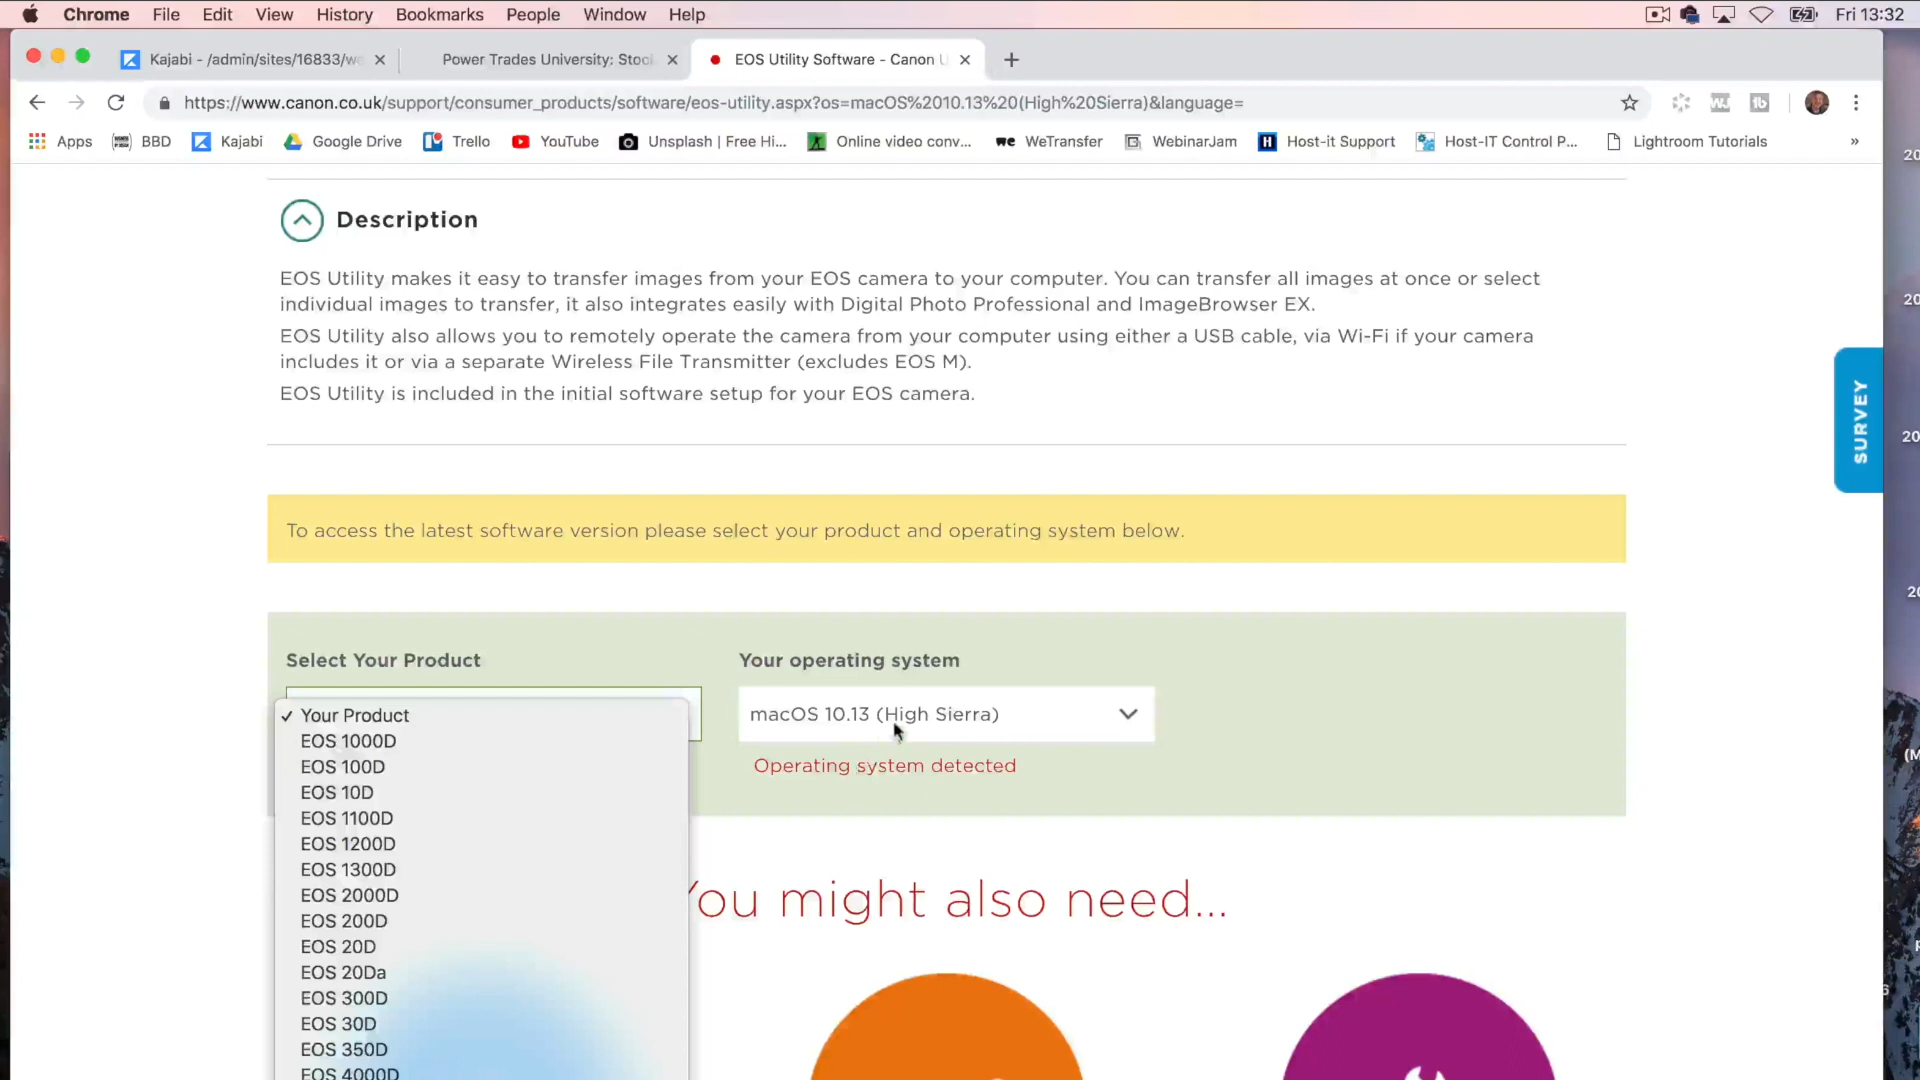 Chrome File Edit View History Bookmarks People Window Help Fri 13:32
Kajabi - /admin/sites/16833/w
Power Trades University: Stoc
EOS Utility Software - Canon U
https://www.canon.co.uk/support/consumer_products/software/eos-utility.aspx?os=macOS%2010.13%20(High%20Sierra)&language=
Apps BBD Kajabi Google Drive Trello YouTube Unsplash | Free Hi... Online video conv... WeTransfer WebinarJam Host-it Support Host-IT Control P... Lightroom Tutorials »
Description
EOS Utility makes it easy to transfer images from your EOS camera to your computer. You can transfer all images at once or select
individual images to transfer, it also integrates easily with Digital Photo Professional and ImageBrowser EX.
EOS Utility also allows you to remotely operate the camera from your computer using either a USB cable, via Wi-Fi if your camera
includes it or via a separate Wireless File Transmitter (excludes EOS M).
EOS Utility is included in the initial software setup for your EOS camera.
SURVEY
To access the latest software version please select your product and operating system below.
Select Your Product
Your operating system
macOS 10.13 (High Sierra)
Operating system detected
✓ Your Product
EOS 1000D
EOS 100D
EOS 10D
EOS 1100D
EOS 1200D
EOS 1300D
EOS 2000D
EOS 200D
EOS 20D
EOS 20Da
EOS 300D
EOS 30D
EOS 350D
EOS 4000D
You might also need...